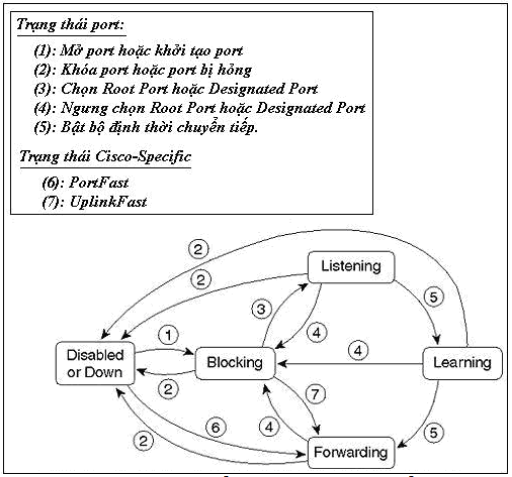 Trạng thái port:
(1): Mở port hoặc khởi tạo port
(2): Khóa port hoặc port bị hỏng
(3): Chọn Root Port hoặc Designated Port
(4): Ngưng chọn Root Port hoặc Designated Port
(5): Bật bộ định thời chuyển tiếp.
Trạng thái Cisco-Specific
(6): PortFast
(7): UplinkFast
2
2
Listening
3
4
5
1
Disabled
or Down
Blocking
4
Learning
2
7
6
4
5
2
Forwarding